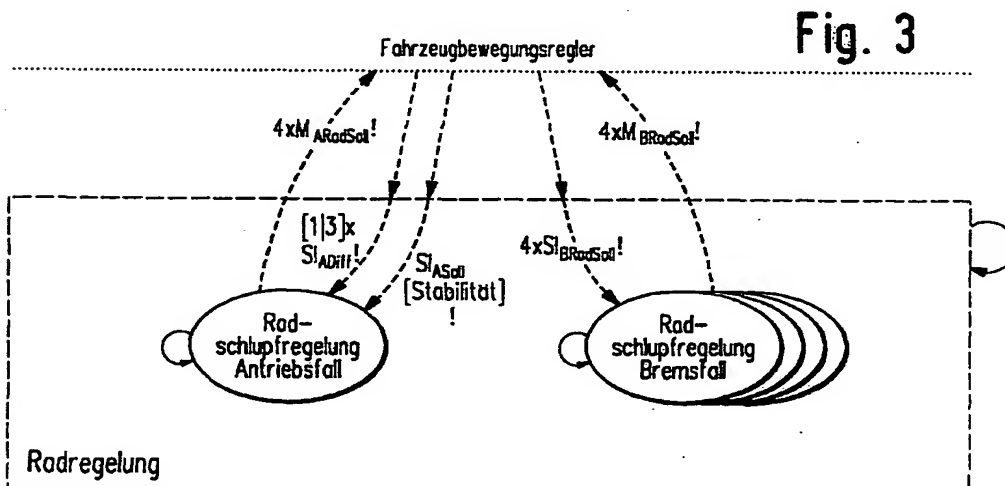 Fig. 3
Fahrzeugbewegungsregler
4xM_ARadSoll!
4xM_BRadSoll!
[1|3]x
Sl_ADiff!
Sl_ASoll
[Stabilität]
!
4xSl_BRadSoll!
Rad-
schlupfregelung
Antriebsfall
Rad-
schlupfregelung
Bremsfall
Radregelung